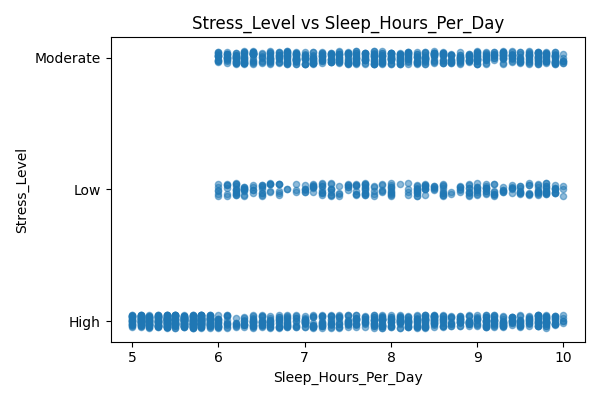 Stress_Level vs Sleep_Hours_Per_Day
Moderate
Low
High
Stress_Level
5 6 7 8 9 10
Sleep_Hours_Per_Day